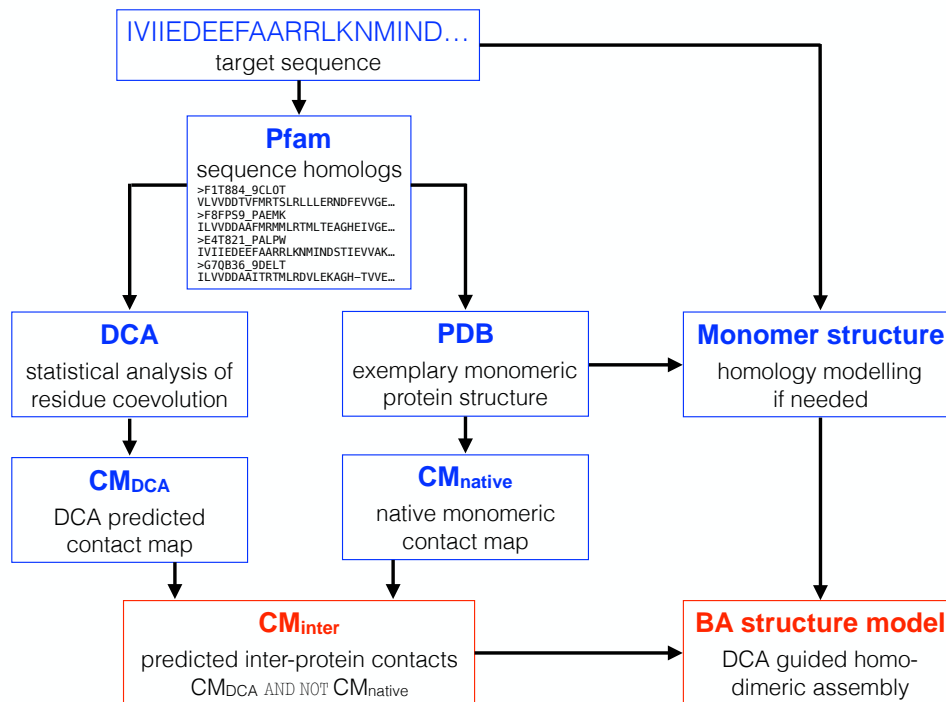 IVIIEDEEFAARRLKNMIND...
target sequence
Pfam
sequence homologs
>F1T884_9CLOT
VLVVDDTVFMRTSLRLLLERNDFEVVGE…
>F8FPS9_PAEMK
ILVVDDAAFMRMMLRTMLTEAGHEIVGE…
>E4T821_PALPW
IVIIEDEEFAARRLKNMINDSTIEVVAK…
>G7QB36_9DELT
ILVVDDAAITRTMLRDVLEKAGH-TVVE…
DCA
statistical analysis of
residue coevolution
PDB
exemplary monomeric
protein structure
Monomer structure
homology modelling
if needed
CMDCA
DCA predicted
contact map
CMnative
native monomeric
contact map
CMinter
predicted inter-protein contacts
CMDCA AND NOT CMnative
BA structure model
DCA guided homo-
dimeric assembly